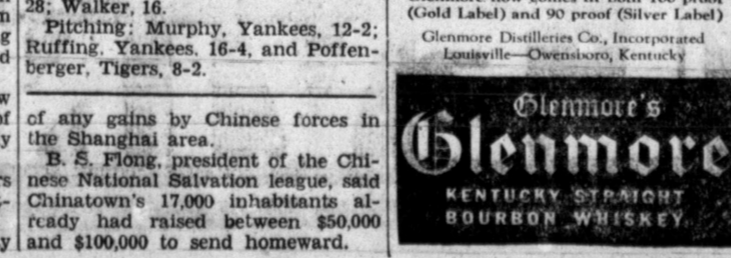 28; Walker, 16.
Pitching: Murphy, Yankees, 12-2;
Ruffing, Yankees, 16-4, and Poffen-
berger, Tigers, 8-2.
of any gains by Chinese forces in
the Shanghai area.
B. S. Flong, president of the Chi-
nese National Salvation league, said
Chinatown's 17,000 inhabitants al-
ready had raised between $50,000
and $100,000 to send homeward.
(Gold Label) and 90 proof (Silver Label)
Glenmore Distilleries Co., Incorporated
Louisville—Owensboro, Kentucky
Glenmore's
Glenmore
KENTUCKY STRAIGHT
BOURBON WHISKEY